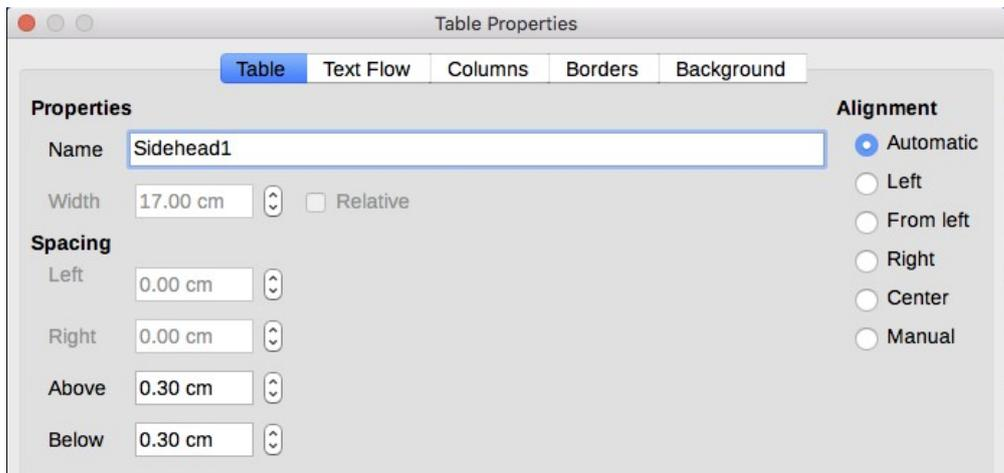 Table Properties
Table Text Flow Columns Borders Background
Properties
Name Sidehead1
Width 17.00 cm Relative
Spacing
Left 0.00 cm
Right 0.00 cm
Above 0.30 cm
Below 0.30 cm
Alignment
Automatic
Left
From left
Right
Center
Manual